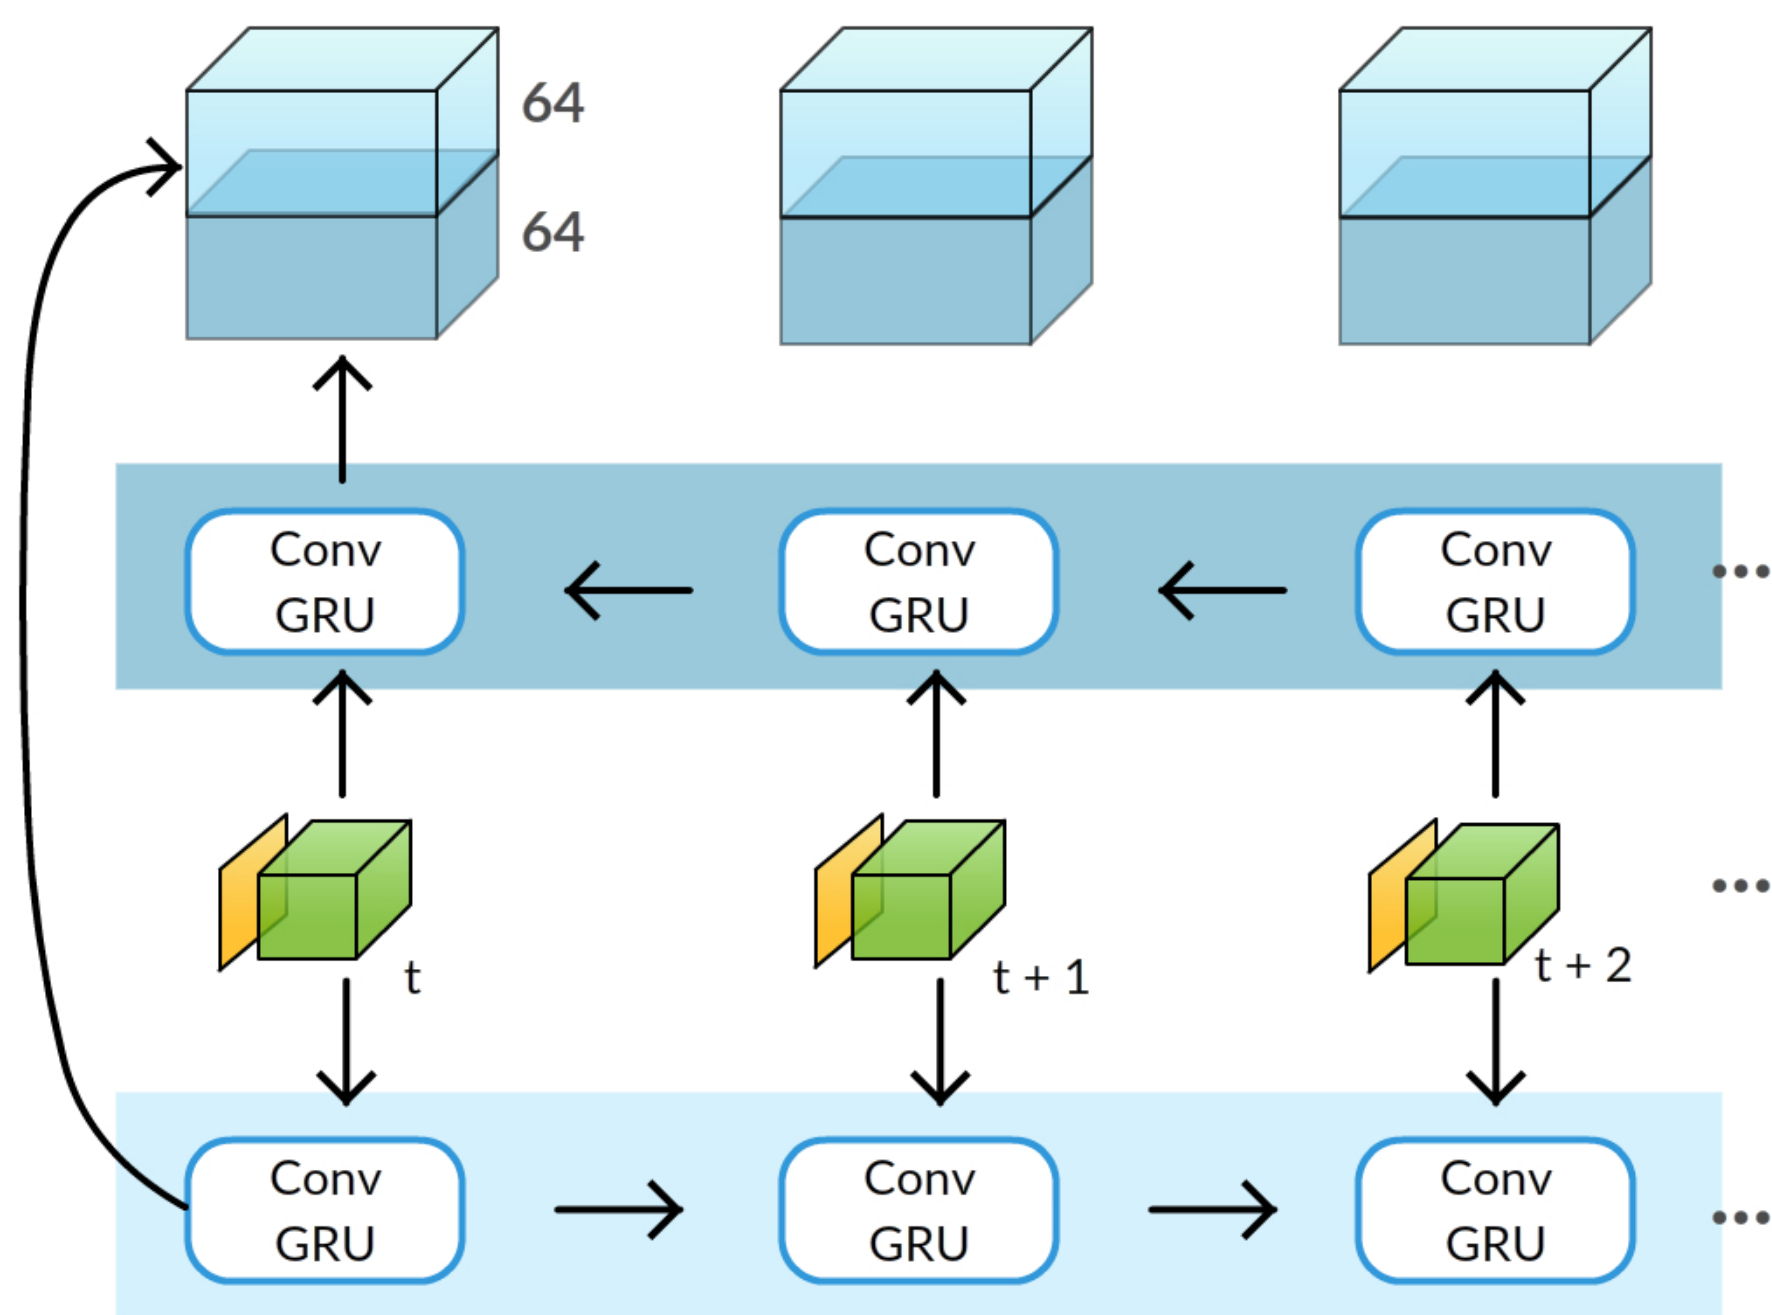 64
64
Conv
GRU
Conv
GRU
Conv
GRU
...
t
t + 1
t + 2
...
Conv
GRU
Conv
GRU
Conv
GRU
...